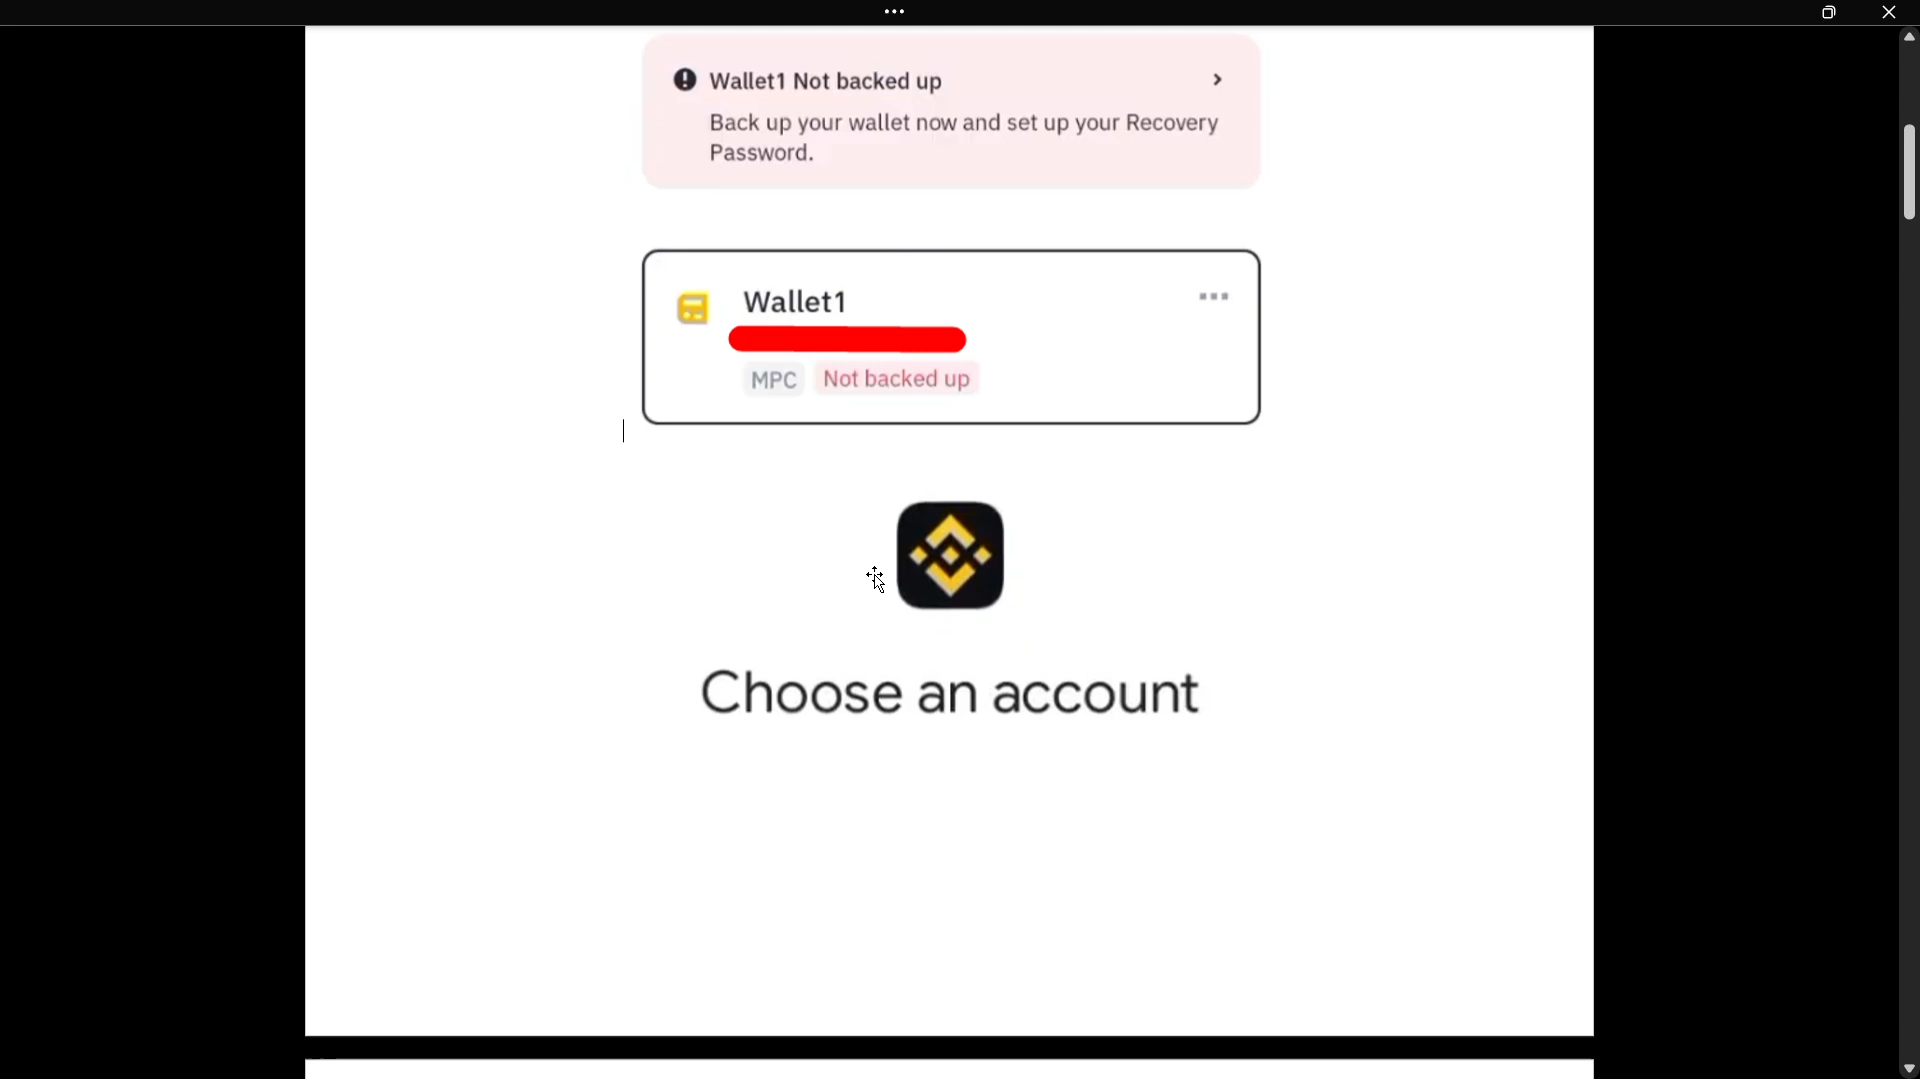 Wallet1 Not backed up
Back up your wallet now and set up your Recovery
Password.
Wallet1
MPC Not backed up
Choose an account